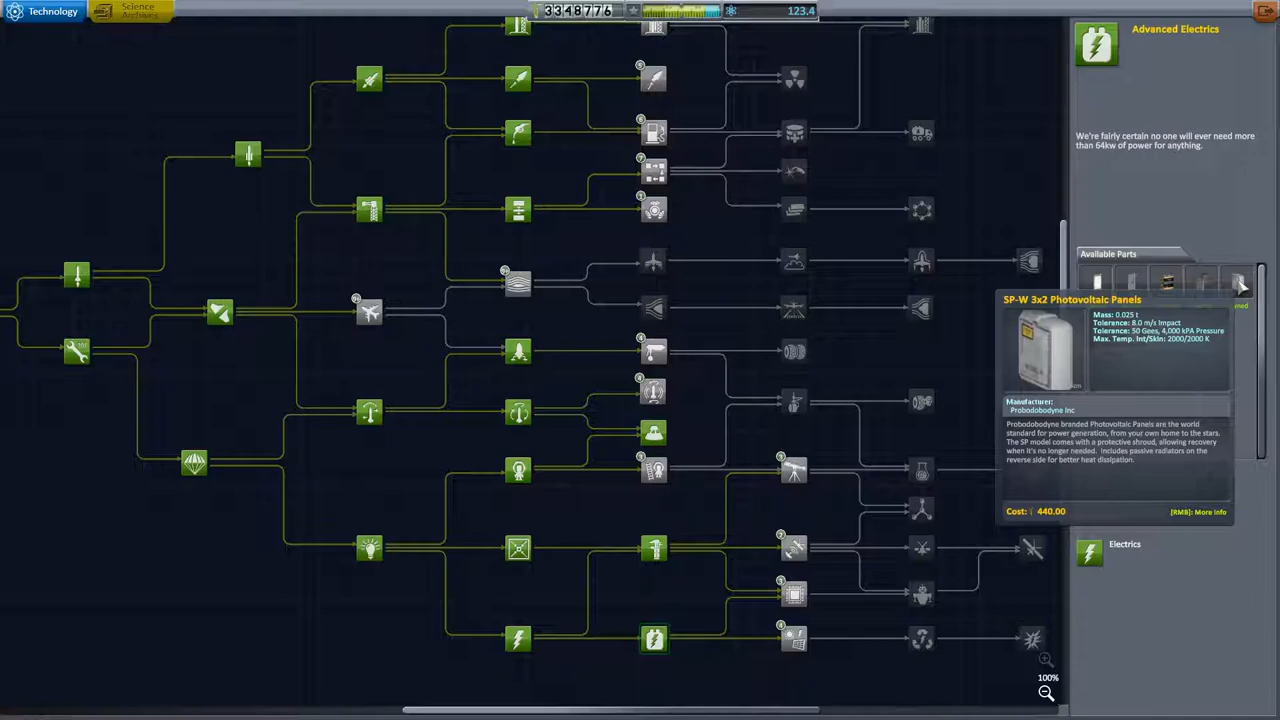 Technology
Science
Archives
3348776
123.4
Advanced Electrics
We're fairly certain no one will ever need more
than 64kw of power for anything.
Available Parts
SP-W 3x2 Photovoltaic Panels
Mass: 0.025 t
Tolerance: 8.0 m/s Impact
Tolerance: 50 Gees, 4,000 kPa Pressure
Max. Temp. Int/Skin: 2000/2000 K
Manufacturer:
Probodobodyne Inc
Probodobodyne branded Photovoltaic Panels are the world
standard for power generation, from your own home to the stars.
The SP model comes with a protective shroud, allowing recovery
when it's no longer needed. Includes passive radiators on the
reverse side for better heat dissipation.
Cost: 440.00
[RMB]: More Info
Electrics
100%